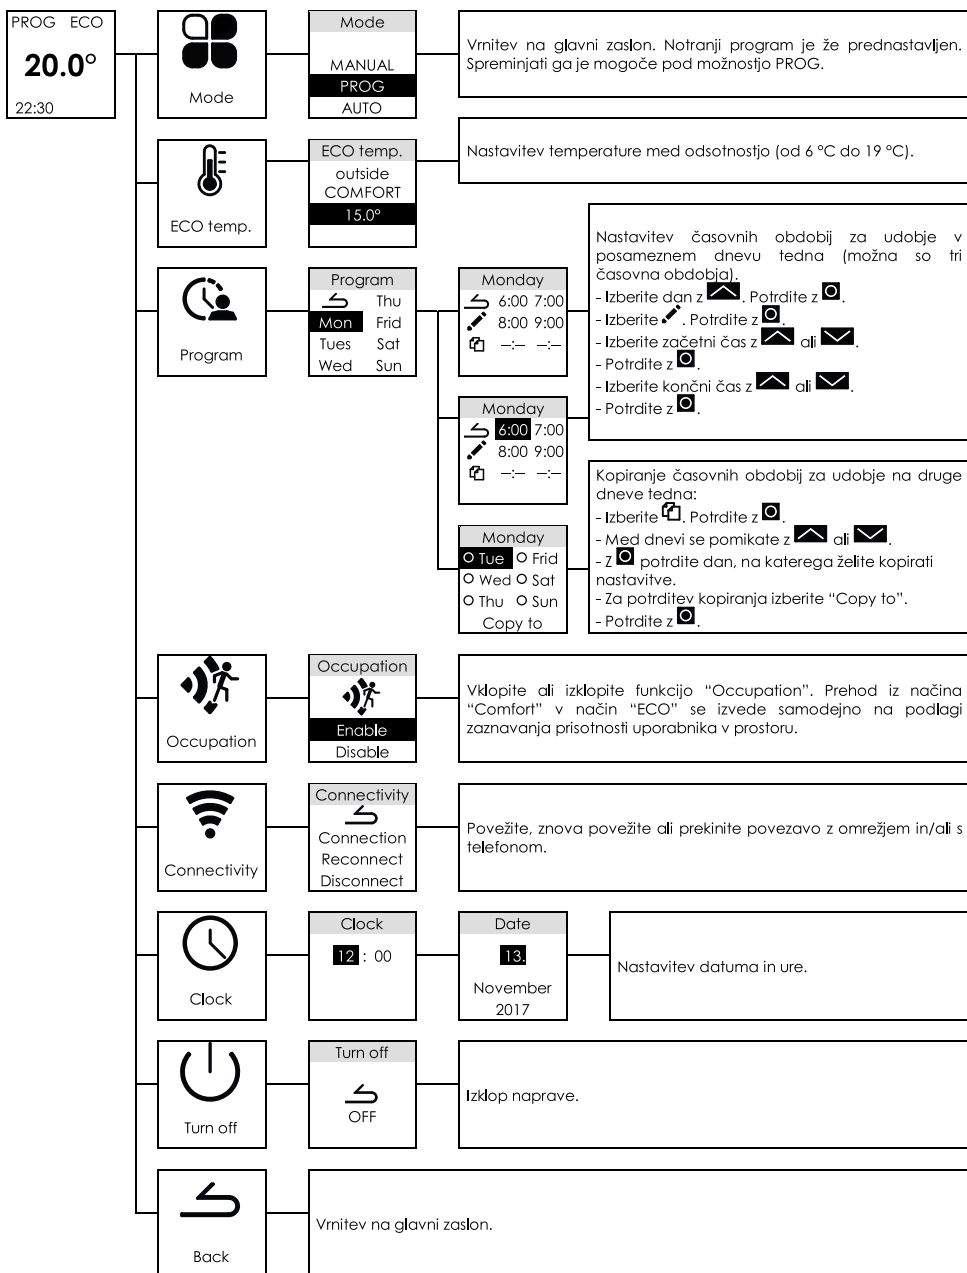 PROG ECO
20.0°
22:30
Mode
Mode
MANUAL
PROG
AUTO
Vrnitev na glavni zaslon. Notranji program je že prednastavljen.
Spreminjati ga je mogoče pod možnostjo PROG.
ECO temp.
ECO temp.
outside
COMFORT
15.0°
Nastavitev temperature med odsotnostjo (od 6 °C do 19 °C).
Program
Program
Thu
Mon Frid
Tues Sat
Wed Sun
Monday
6:00 7:00
8:00 9:00
–:– –:–
Nastavitev časovnih obdobij za udobje v
posameznem dnevu tedna (možna so tri
časovna obdobja).
- Izberite dan z . Potrdite z .
- Izberite . Potrdite z .
- Izberite začetni čas z ali .
- Potrdite z .
- Izberite končni čas z ali .
- Potrdite z .
Monday
6:00 7:00
8:00 9:00
–:– –:–
Monday
Tue Frid
Wed Sat
Thu Sun
Copy to
Kopiranje časovnih obdobij za udobje na druge
dneve tedna:
- Izberite . Potrdite z .
- Med dnevi se pomikate z ali .
- Z potrdite dan, na katerega želite kopirati
nastavitve.
- Za potrditev kopiranja izberite “Copy to”.
- Potrdite z .
Occupation
Occupation
Enable
Disable
Vklopite ali izklopite funkcijo “Occupation”. Prehod iz načina
“Comfort” v način “ECO” se izvede samodejno na podlagi
zaznavanja prisotnosti uporabnika v prostoru.
Connectivity
Connectivity
Connection
Reconnect
Disconnect
Povežite, znova povežite ali prekinite povezavo z omrežjem in/ali s
telefonom.
Clock
Clock
12 : 00
Date
13.
November
2017
Nastavitev datuma in ure.
Turn off
Turn off
OFF
Izklop naprave.
Back
Vrnitev na glavni zaslon.